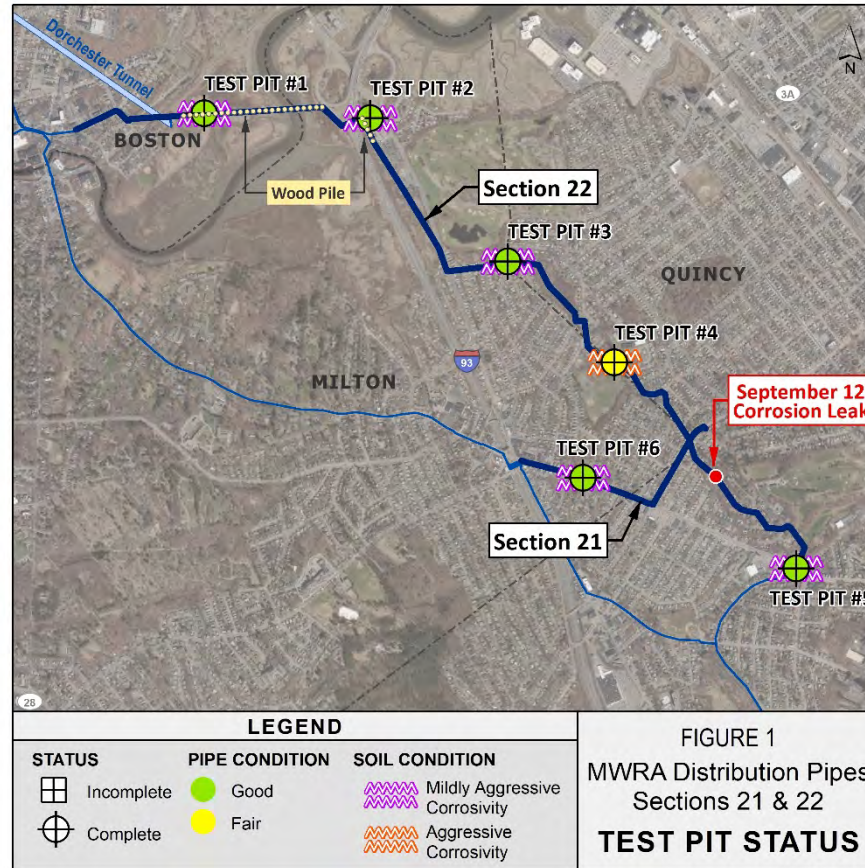 Dorchester Tunnel
TEST PIT #1
TEST PIT #2
3A
N
BOSTON
Wood Pile
Section 22
TEST PIT #3
QUINCY
TEST PIT #4
93
MILTON
September 12
Corrosion Leak
TEST PIT #6
Section 21
TEST PIT #5
28
LEGEND
STATUS
Incomplete
Complete
PIPE CONDITION
Good
Fair
SOIL CONDITION
Mildly Aggressive
Corrosivity
Aggressive
Corrosivity
FIGURE 1
MWRA Distribution Pipes
Sections 21 & 22
TEST PIT STATUS